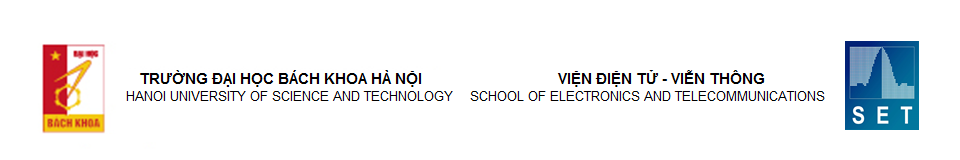 ĐẠI HỌC
BÁCH KHOA
TRƯỜNG ĐẠI HỌC BÁCH KHOA HÀ NỘI
HANOI UNIVERSITY OF SCIENCE AND TECHNOLOGY
VIỆN ĐIỆN TỬ - VIỄN THÔNG
SCHOOL OF ELECTRONICS AND TELECOMMUNICATIONS
SET